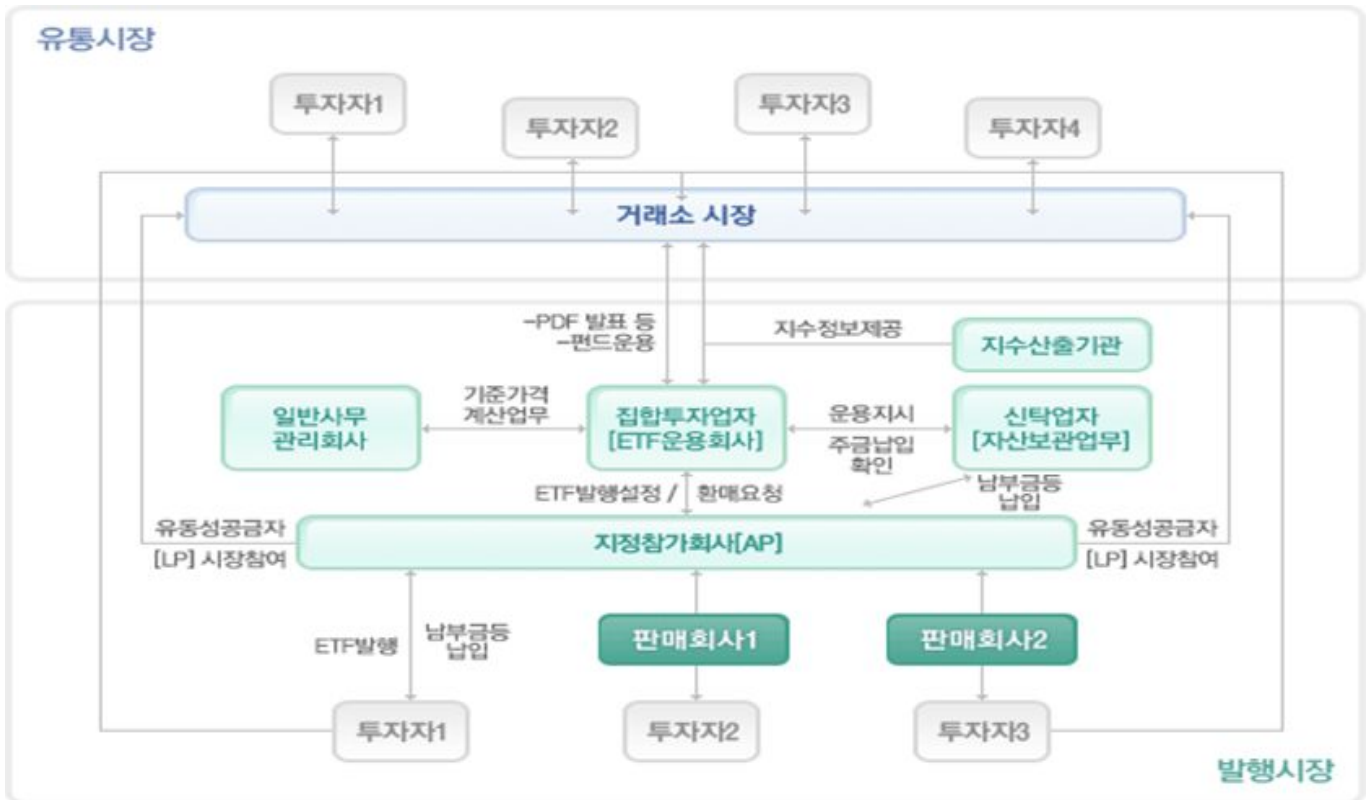 유통시장
투자자1
투자자2
투자자3
투자자4
거래소 시장
-PDF 발표 등
-펀드운용
지수정보제공
지수산출기관
일반사무
관리회사
기준가격
계산업무
집합투자업자
[ETF운용회사]
운용지시
주금납입
확인
신탁업자
[자산보관업무]
ETF발행설정 / 환매요청
남부금등
납입
유동성공급자
[LP] 시장참여
지정참가회사[AP]
유동성공급자
[LP] 시장참여
ETF발행
남부금등
납입
판매회사1
판매회사2
투자자1
투자자2
투자자3
발행시장